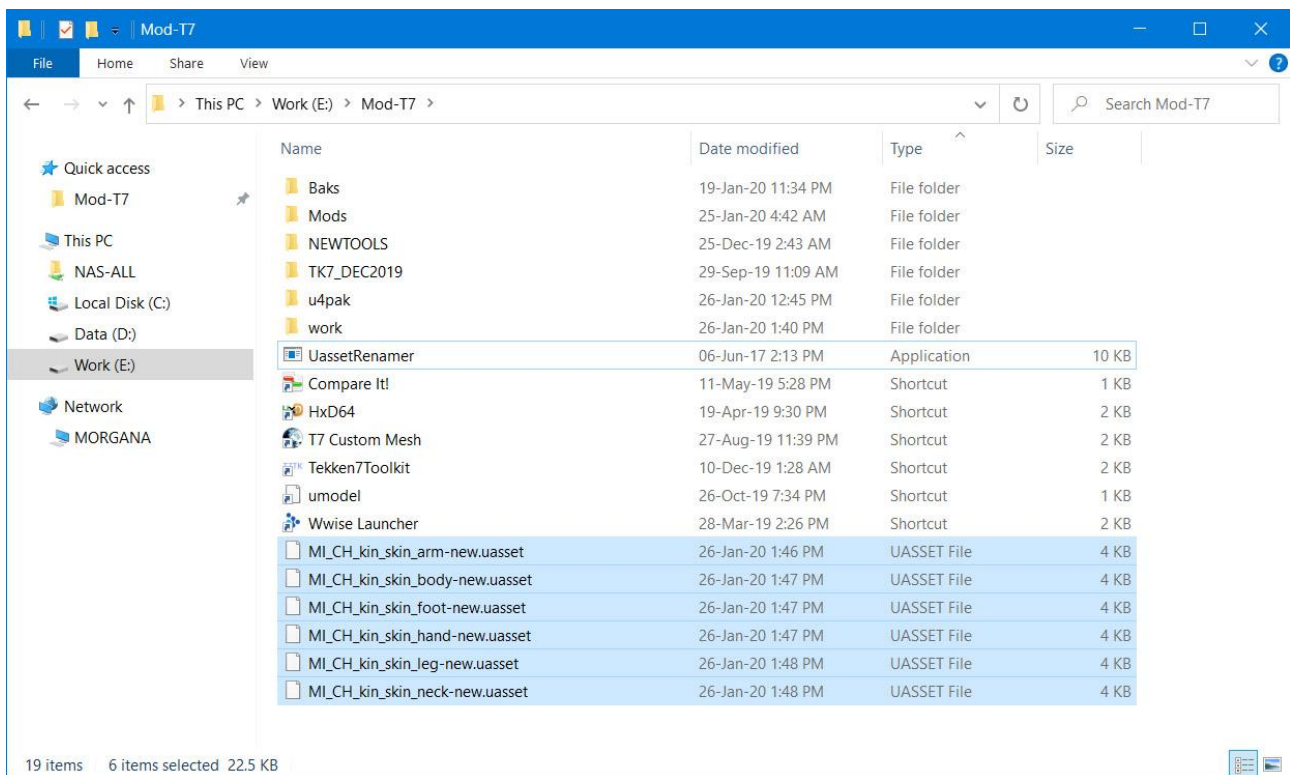 Mod-T7
File Home Share View
This PC > Work (E:) > Mod-T7 > Search Mod-T7
Name Date modified Type Size
Quick access
Mod-T7
This PC
NAS-ALL
Local Disk (C:)
Data (D:)
Work (E:)
Network
MORGANA
Baks 19-Jan-20 11:34 PM File folder
Mods 25-Jan-20 4:42 AM File folder
NEWTOOLS 25-Dec-19 2:43 AM File folder
TK7_DEC2019 29-Sep-19 11:09 AM File folder
u4pak 26-Jan-20 12:45 PM File folder
work 26-Jan-20 1:40 PM File folder
UassetRenamer 06-Jun-17 2:13 PM Application 10 KB
Compare It! 11-May-19 5:28 PM Shortcut 1 KB
HxD64 19-Apr-19 9:30 PM Shortcut 2 KB
T7 Custom Mesh 27-Aug-19 11:39 PM Shortcut 2 KB
Tekken7Toolkit 10-Dec-19 1:28 AM Shortcut 2 KB
umodel 26-Oct-19 7:34 PM Shortcut 1 KB
Wwise Launcher 28-Mar-19 2:26 PM Shortcut 2 KB
MI_CH_kin_skin_arm-new.uasset 26-Jan-20 1:46 PM UASSET File 4 KB
MI_CH_kin_skin_body-new.uasset 26-Jan-20 1:47 PM UASSET File 4 KB
MI_CH_kin_skin_foot-new.uasset 26-Jan-20 1:47 PM UASSET File 4 KB
MI_CH_kin_skin_hand-new.uasset 26-Jan-20 1:47 PM UASSET File 4 KB
MI_CH_kin_skin_leg-new.uasset 26-Jan-20 1:48 PM UASSET File 4 KB
MI_CH_kin_skin_neck-new.uasset 26-Jan-20 1:48 PM UASSET File 4 KB
19 items 6 items selected 22.5 KB